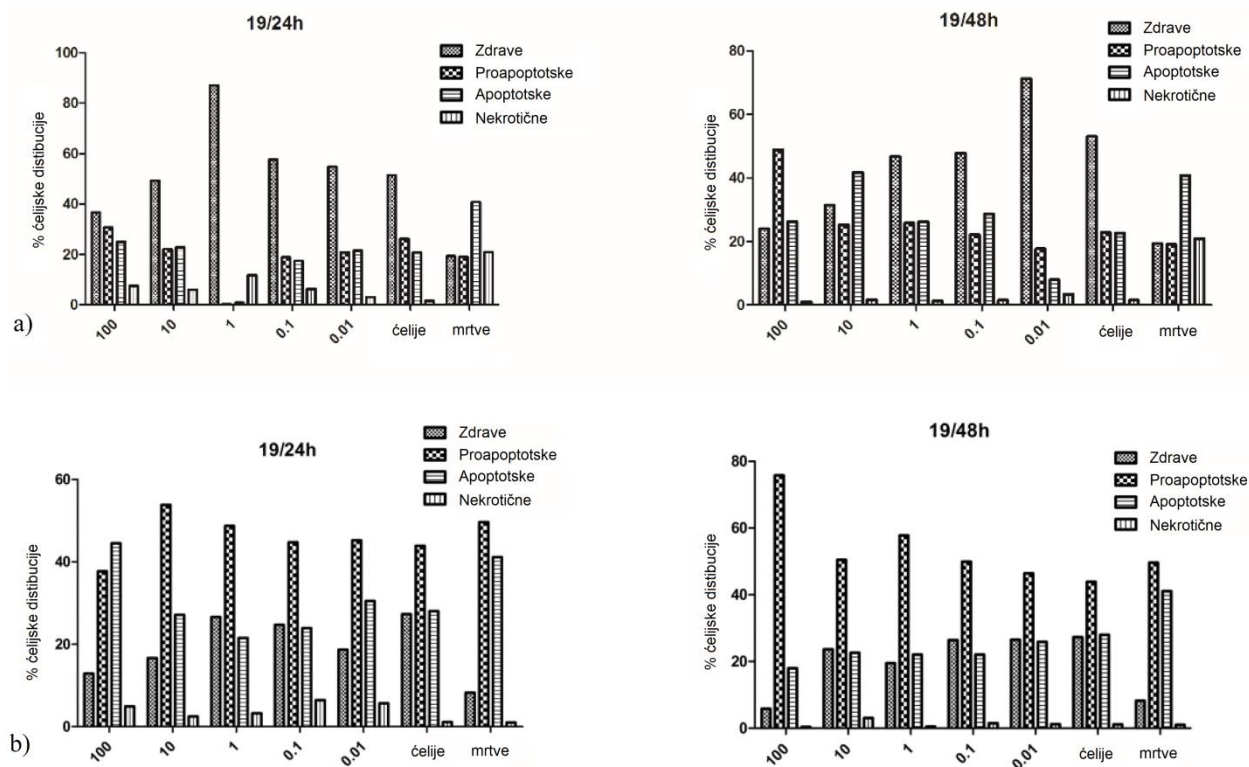 19/24h
Zdrave
Proapoptotske
Apoptotske
Nekrotične
% ćelijske distibucije
100
80
60
40
20
0
100 10 1 0.1 0.01 ćelije mrtve
a)
19/48h
Zdrave
Proapoptotske
Apoptotske
Nekrotične
% ćelijske distibucije
80
60
40
20
0
100 10 1 0.1 0.01 ćelije mrtve
19/24h
Zdrave
Proapoptotske
Apoptotske
Nekrotične
% ćelijske distibucije
60
40
20
0
100 10 1 0.1 0.01 ćelije mrtve
b)
19/48h
Zdrave
Proapoptotske
Apoptotske
Nekrotične
% ćelijske distibucije
80
60
40
20
0
100 10 1 0.1 0.01 ćelije mrtve